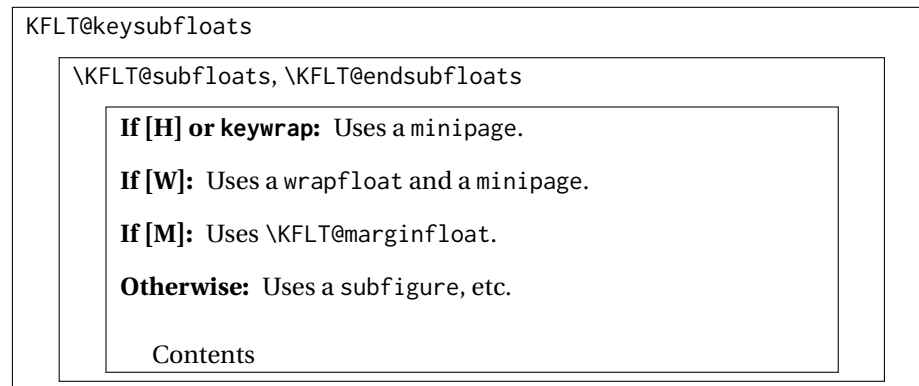 KFLT@keysubfloats
\KFLT@subfloats, \KFLT@endsubfloats
If [H] or keywrap: Uses a minipage.
If [W]: Uses a wrapfloat and a minipage.
If [M]: Uses \KFLT@marginfloat.
Otherwise: Uses a subfigure, etc.
Contents